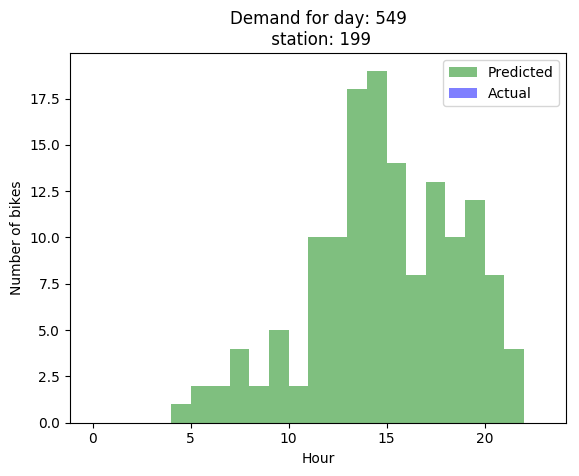 Demand for day: 549
station: 199
Predicted
Actual
Number of bikes
17.5
15.0
12.5
10.0
7.5
5.0
2.5
0.0
0
5
10
15
20
Hour